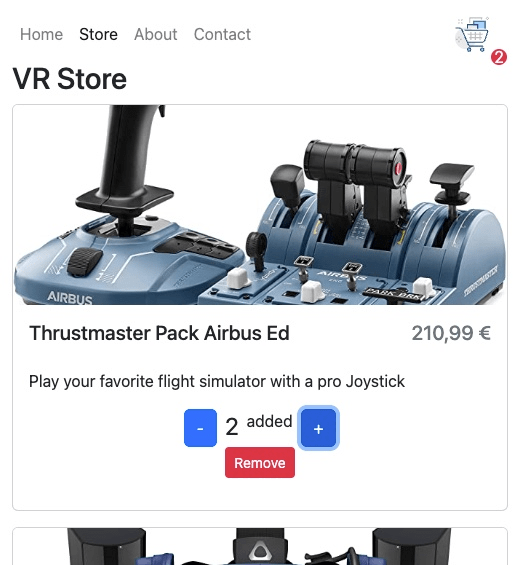 Home Store About Contact
2
VR Store
AIRBUS
AIRBUS
PARK BRK
THRUSTMASTER
Thrustmaster Pack Airbus Ed 210,99 €
Play your favorite flight simulator with a pro Joystick
- 2 added +
Remove